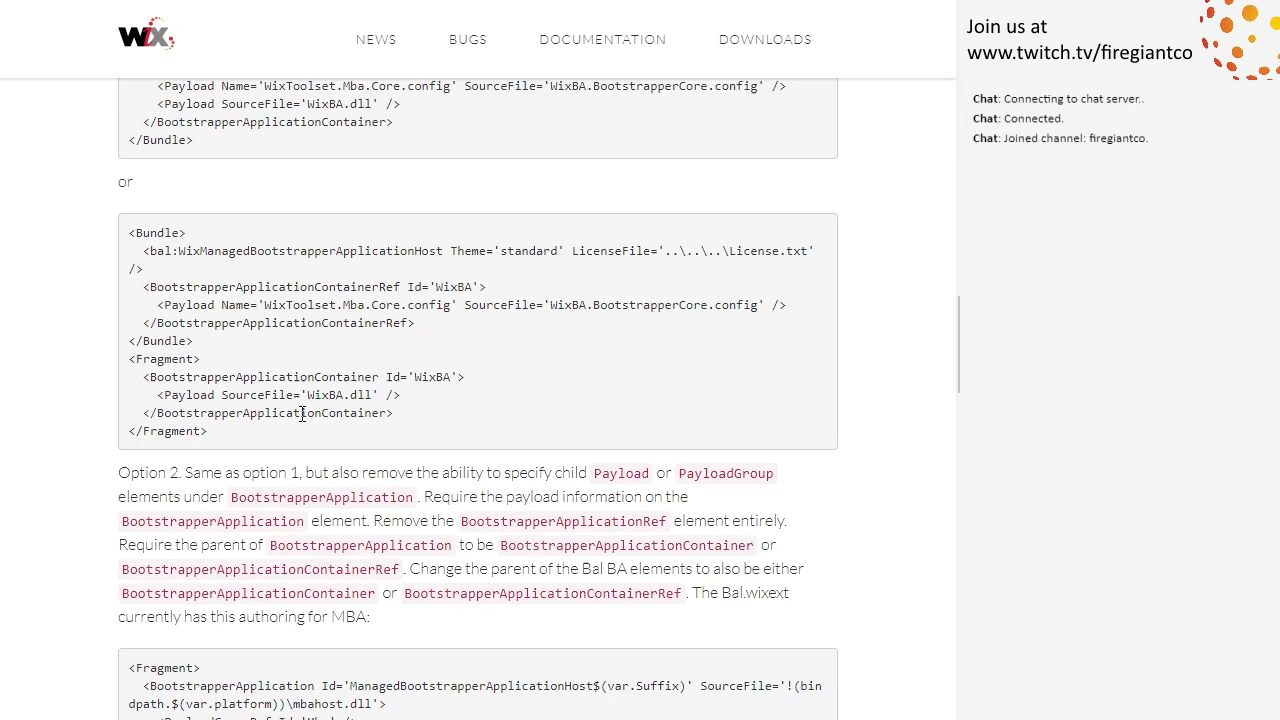 WiX
NEWS BUGS DOCUMENTATION DOWNLOADS
<Payload Name='WixToolset.Mba.Core.config' SourceFile='WixBA.BootstrapperCore.config' />
<Payload SourceFile='WixBA.dll' />
</BootstrapperApplicationContainer>
</Bundle>
or
<Bundle>
<bal:WixManagedBootstrapperApplicationHost Theme='standard' LicenseFile='..\..\..\License.txt'
/>
<BootstrapperApplicationContainerRef Id='WixBA'>
<Payload Name='WixToolset.Mba.Core.config' SourceFile='WixBA.BootstrapperCore.config' />
</BootstrapperApplicationContainerRef>
</Bundle>
<Fragment>
<BootstrapperApplicationContainer Id='WixBA'>
<Payload SourceFile='WixBA.dll' />
</BootstrapperApplicationContainer>
</Fragment>
Option 2. Same as option 1, but also remove the ability to specify child Payload or PayloadGroup
elements under BootstrapperApplication. Require the payload information on the
BootstrapperApplication element. Remove the BootstrapperApplicationRef element entirely.
Require the parent of BootstrapperApplication to be BootstrapperApplicationContainer or
BootstrapperApplicationContainerRef. Change the parent of the Bal BA elements to also be either
BootstrapperApplicationContainer or BootstrapperApplicationContainerRef. The Bal.wixext
currently has this authoring for MBA:
<Fragment>
<BootstrapperApplication Id='ManagedBootstrapperApplicationHost$(var.Suffix)' SourceFile='!(bin
dpath.$(var.platform))\mbahost.dll'>
Join us at
www.twitch.tv/firegiantco
Chat: Connecting to chat server..
Chat: Connected.
Chat: Joined channel: firegiantco.